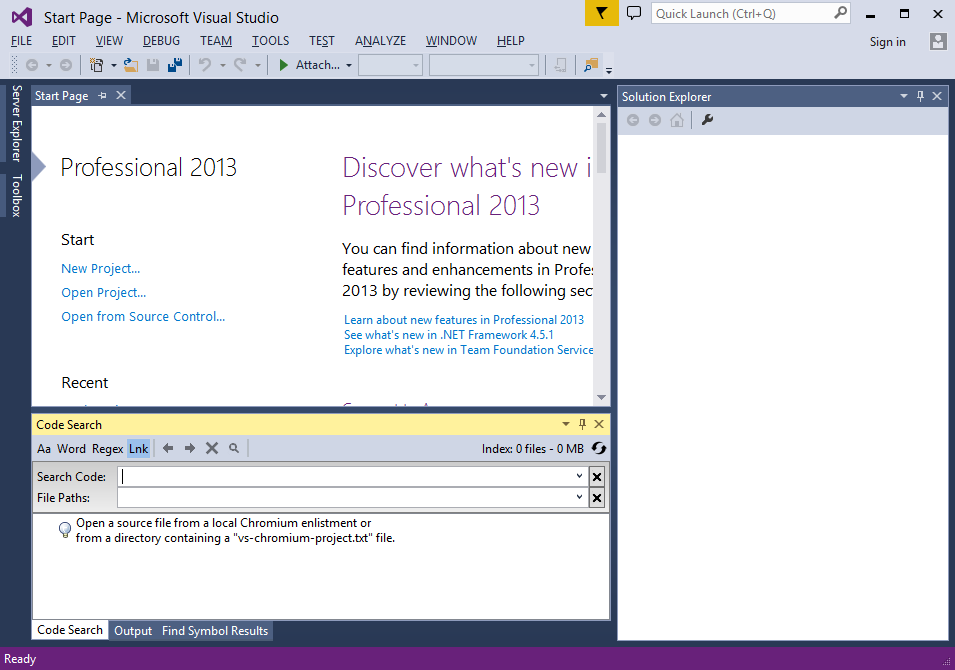 Start Page - Microsoft Visual Studio
Quick Launch (Ctrl+Q)
FILE EDIT VIEW DEBUG TEAM TOOLS TEST ANALYZE WINDOW HELP
Sign in
Attach...
Server Explorer
Toolbox
Start Page
Professional 2013
Start
New Project...
Open Project...
Open from Source Control...
Recent
Discover what's new i
Professional 2013
You can find information about new
features and enhancements in Profes
2013 by reviewing the following sec
Learn about new features in Professional 2013
See what's new in .NET Framework 4.5.1
Explore what's new in Team Foundation Service
Solution Explorer
Code Search
Aa Word Regex Lnk
Index: 0 files - 0 MB
Search Code:
File Paths:
Open a source file from a local Chromium enlistment or
from a directory containing a "vs-chromium-project.txt" file.
Code Search Output Find Symbol Results
Ready